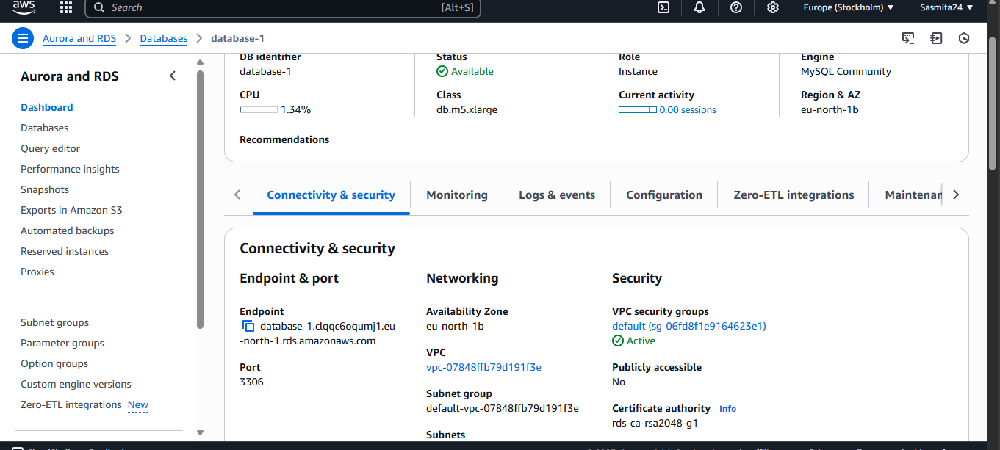 aws
Search
[Alt+S]
Europe (Stockholm)
Sasmita24
Aurora and RDS
Databases
database-1
Aurora and RDS
Dashboard
Databases
Query editor
Performance insights
Snapshots
Exports in Amazon S3
Automated backups
Reserved instances
Proxies
Subnet groups
Parameter groups
Option groups
Custom engine versions
Zero-ETL integrations New
DB identifier
database-1
CPU
1.34%
Status
Available
Class
db.m5.xlarge
Role
Instance
Current activity
0.00 sessions
Engine
MySQL Community
Region & AZ
eu-north-1b
Recommendations
Connectivity & security
Monitoring
Logs & events
Configuration
Zero-ETL integrations
Maintenan
Connectivity & security
Endpoint & port
Endpoint
database-1.clqqc6oqumj1.eu
-north-1.rds.amazonaws.com
Port
3306
Networking
Availability Zone
eu-north-1b
VPC
vpc-07848ffb79d191f3e
Subnet group
default-vpc-07848ffb79d191f3e
Subnets
Security
VPC security groups
default (sg-06fd8f1e9164623e1)
Active
Publicly accessible
No
Certificate authority Info
rds-ca-rsa2048-g1